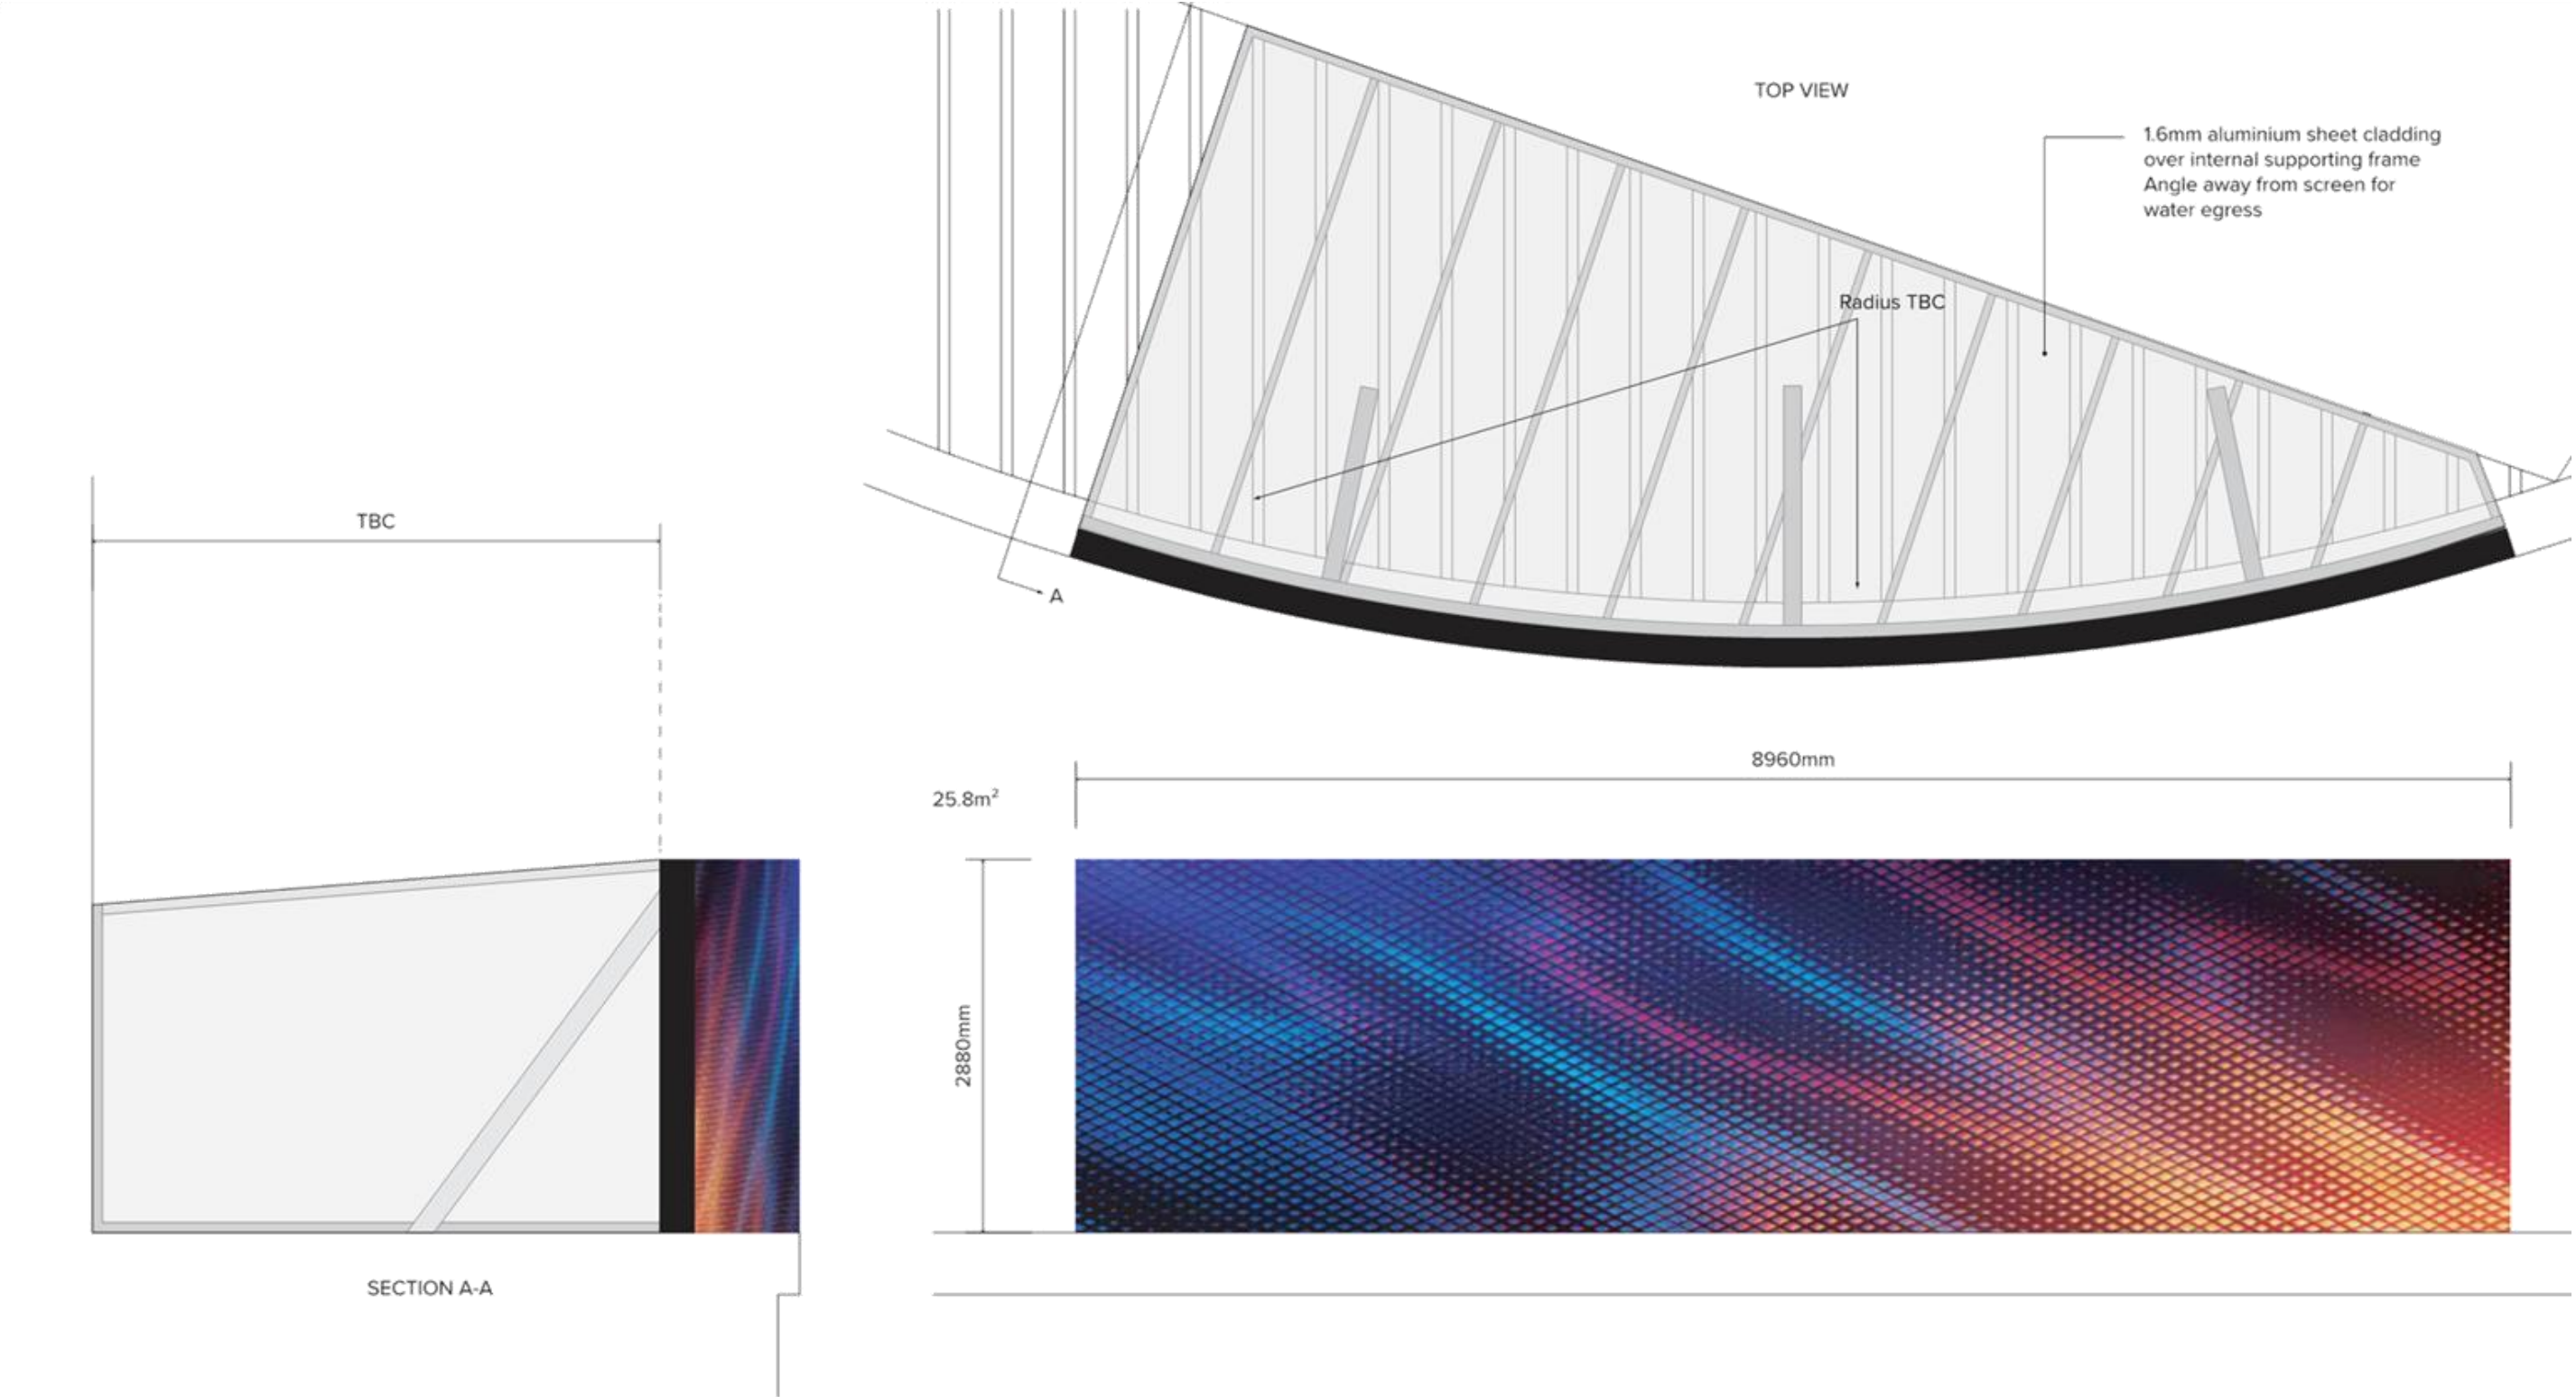 TOP VIEW
1.6mm aluminium sheet cladding
over internal supporting frame
Angle away from screen for
water egress
Radius TBC
TBC
A
8960mm
25.8m²
2880mm
SECTION A-A